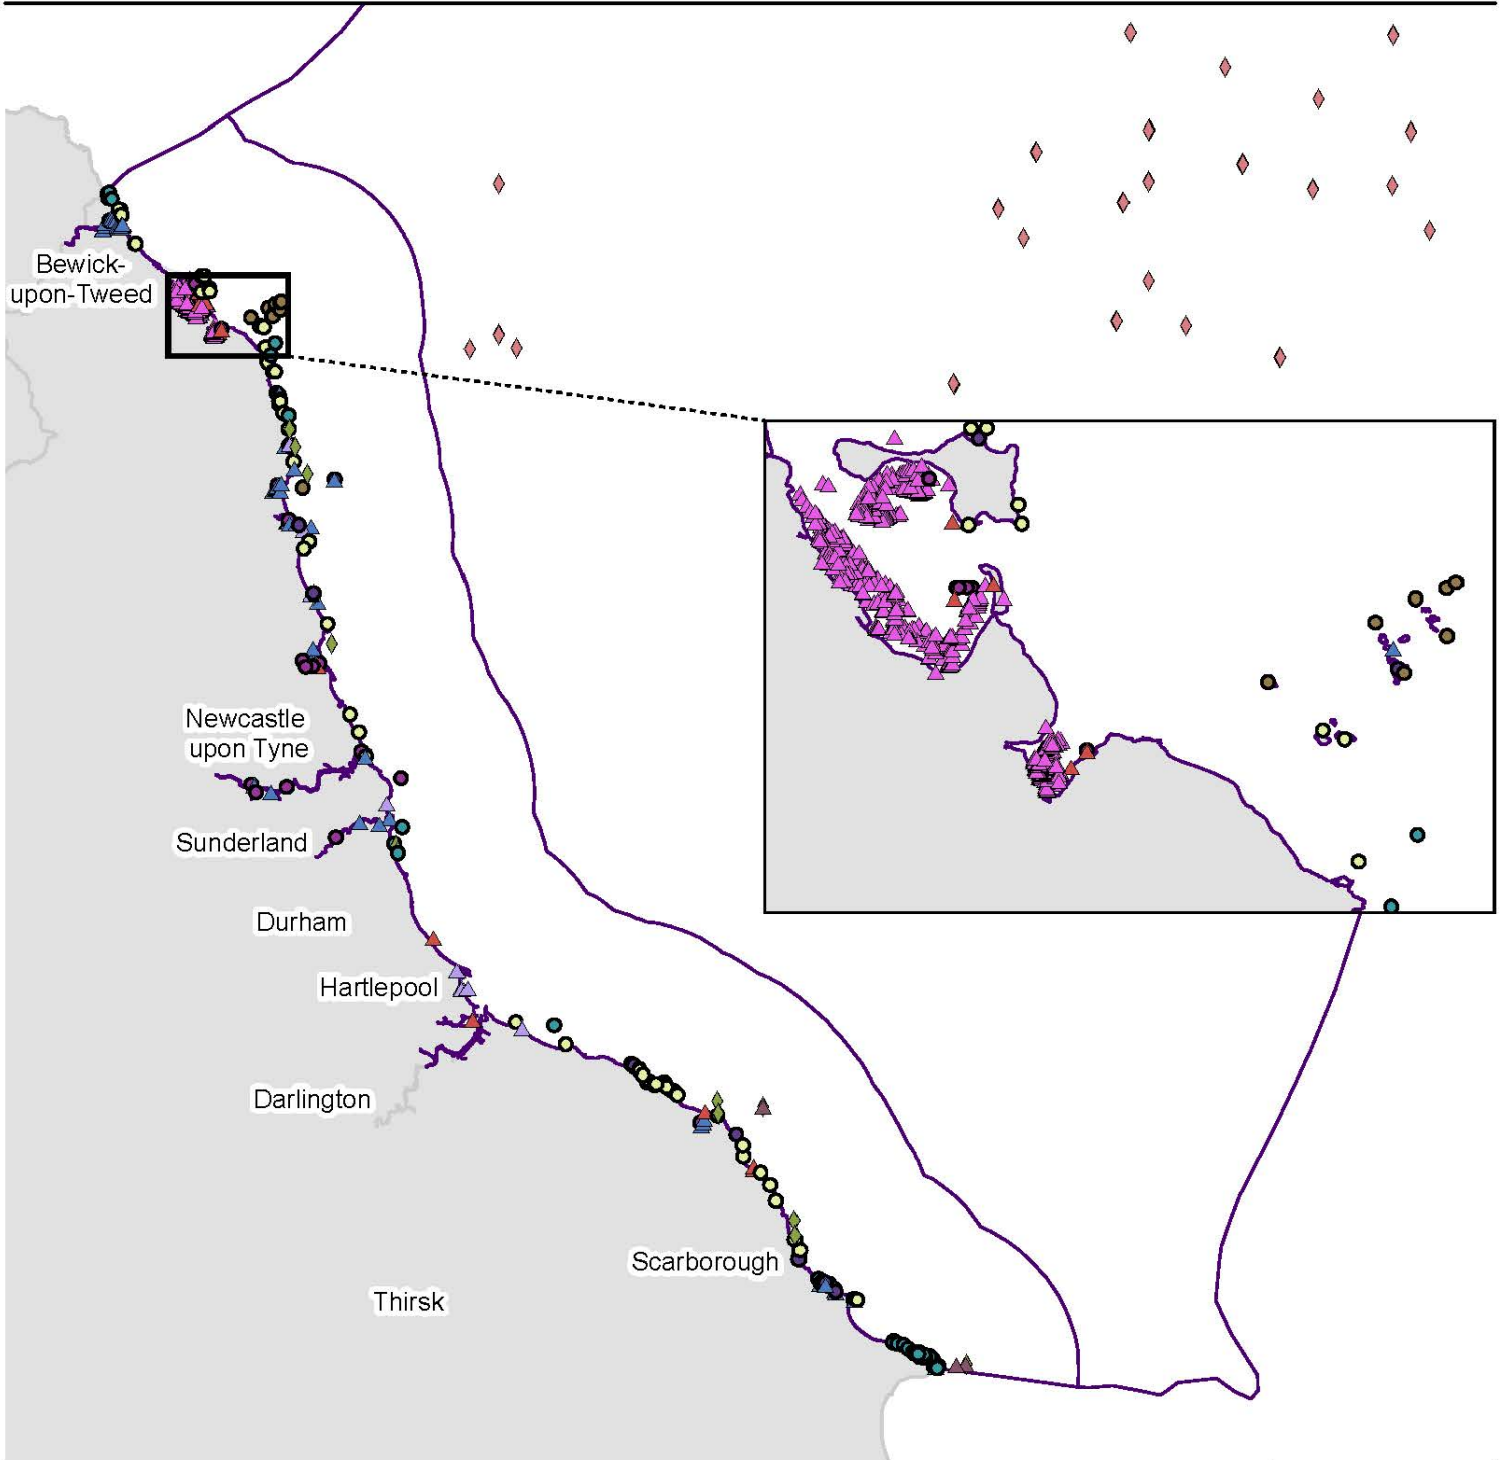 Bewick-
upon-Tweed
Newcastle
upon Tyne
Sunderland
Durham
Hartlepool
Darlington
Scarborough
Thirsk